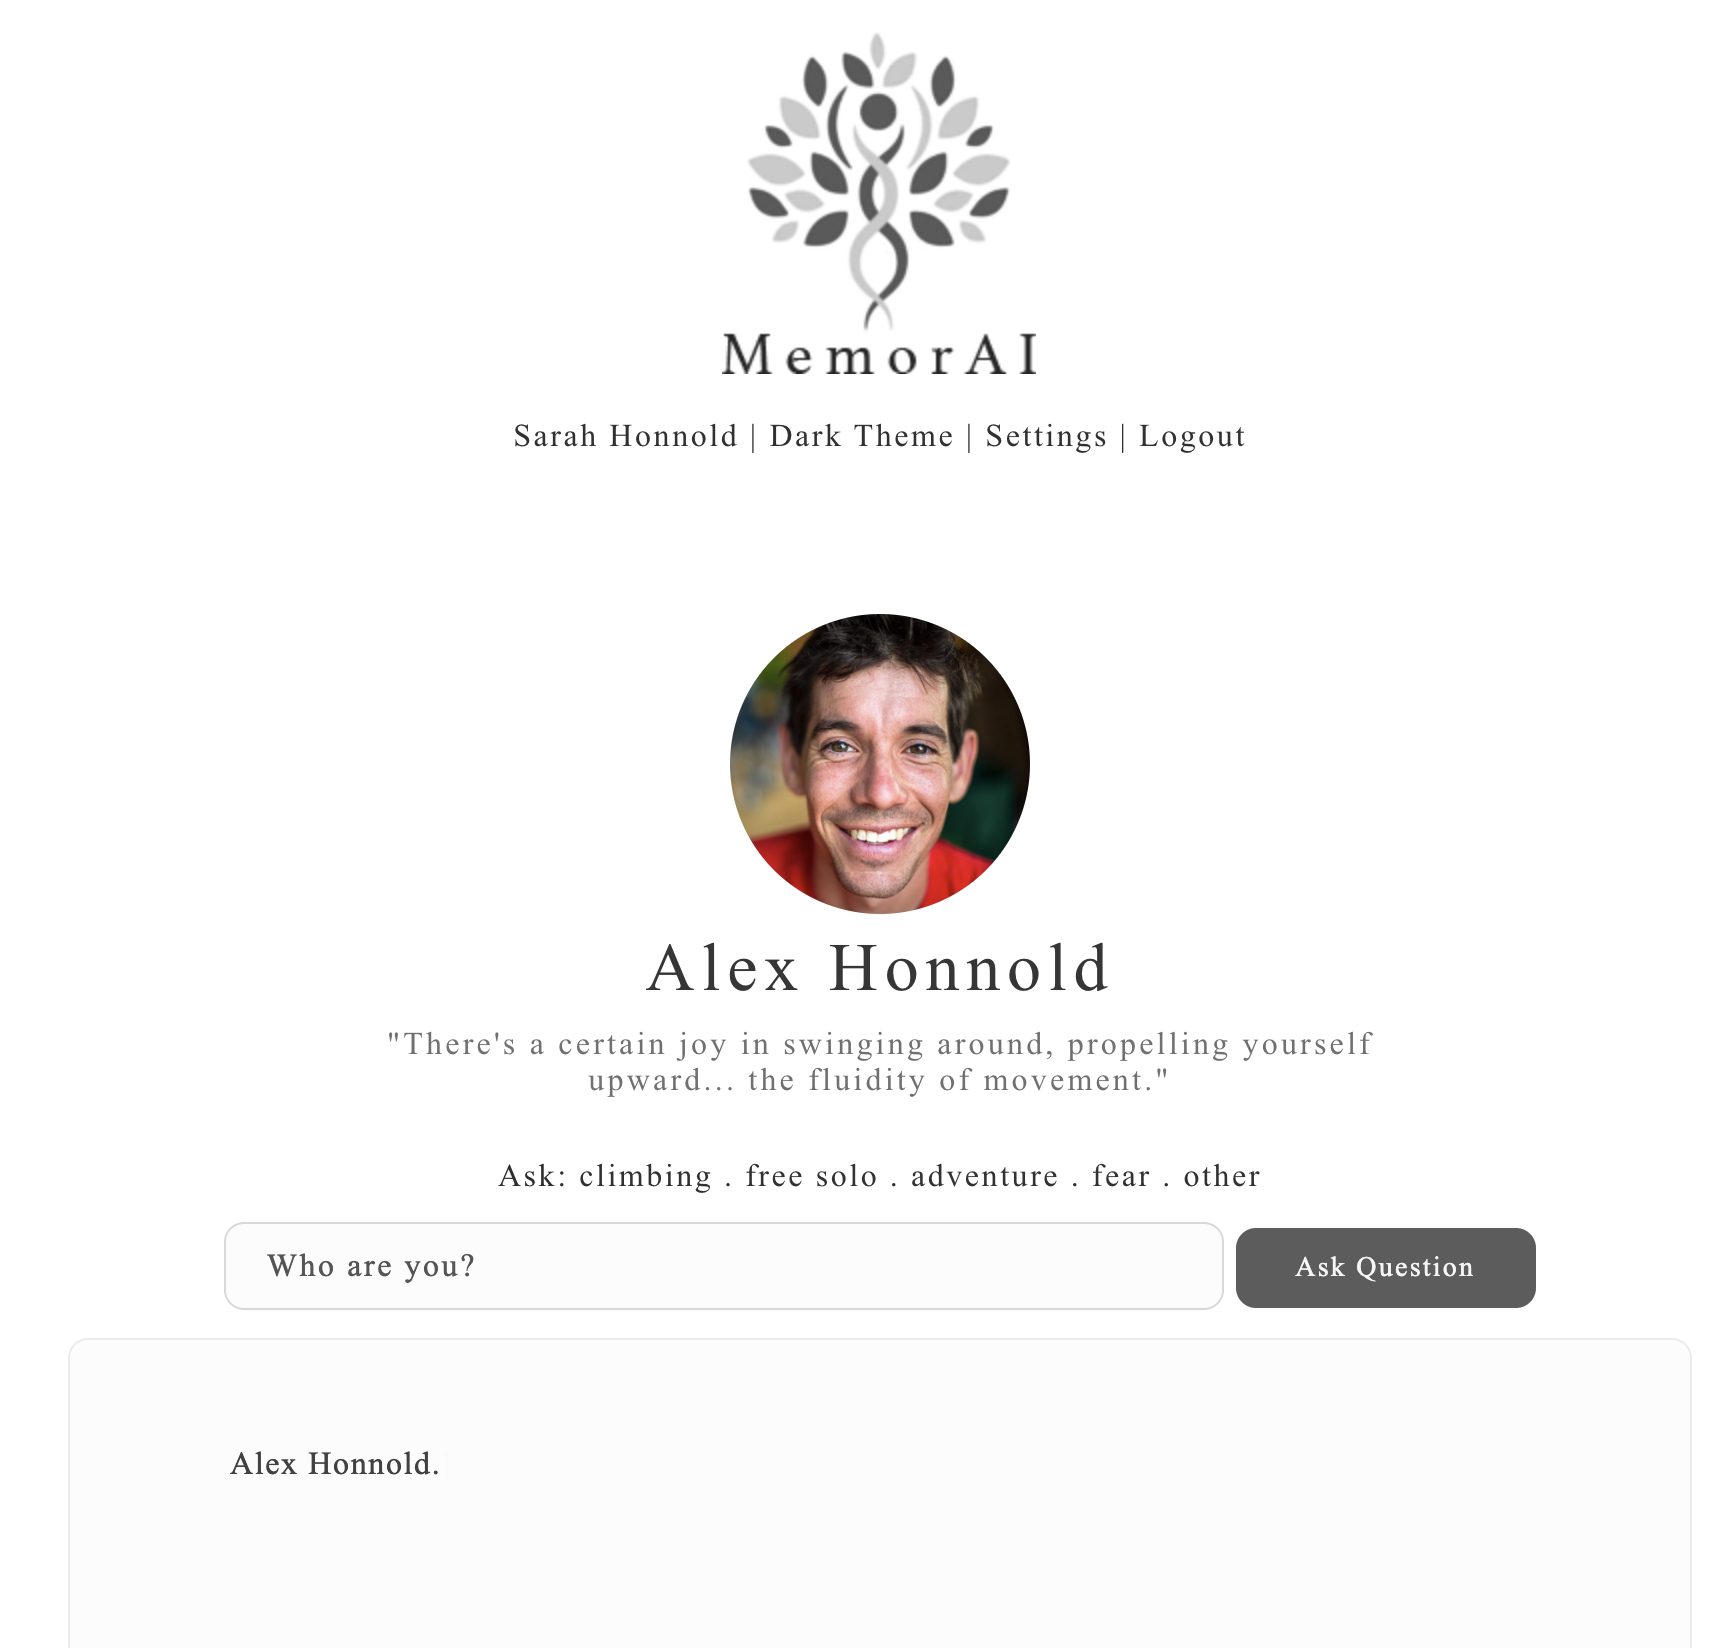 MemorAI
Sarah Honnold | Dark Theme | Settings | Logout
Alex Honnold
"There's a certain joy in swinging around, propelling yourself
upward... the fluidity of movement."
Ask: climbing . free solo . adventure . fear . other
Who are you?
Ask Question
Alex Honnold.